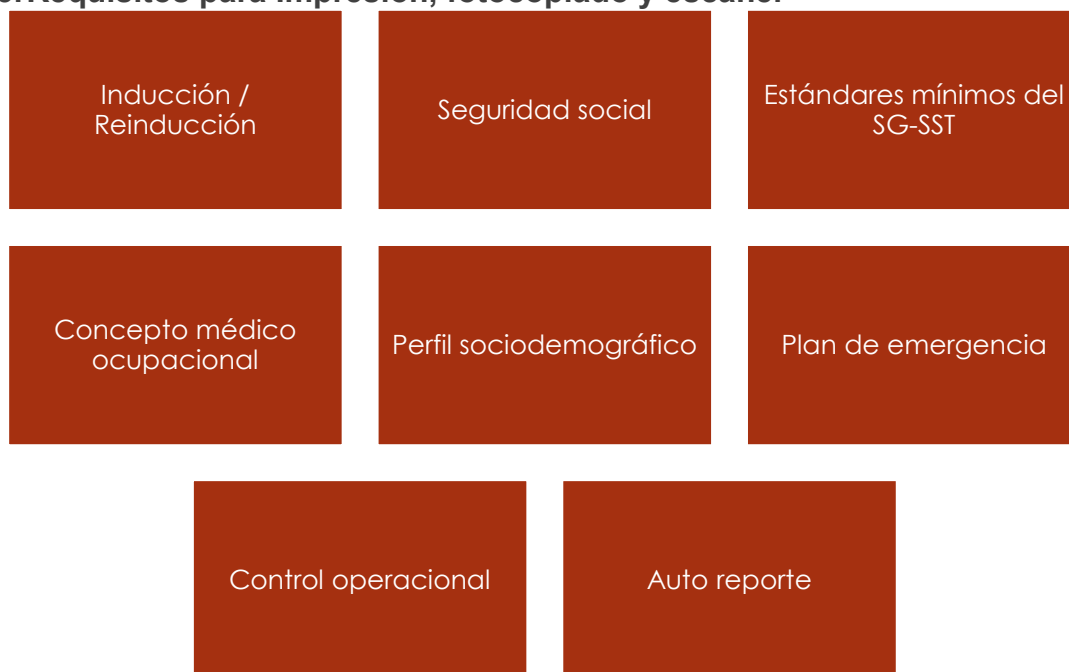 Requisitos para impresión, fotocopiado y escáner
Inducción /
Reinducción
Seguridad social
Estándares mínimos del
SG-SST
Concepto médico
ocupacional
Perfil sociodemográfico
Plan de emergencia
Control operacional
Auto reporte